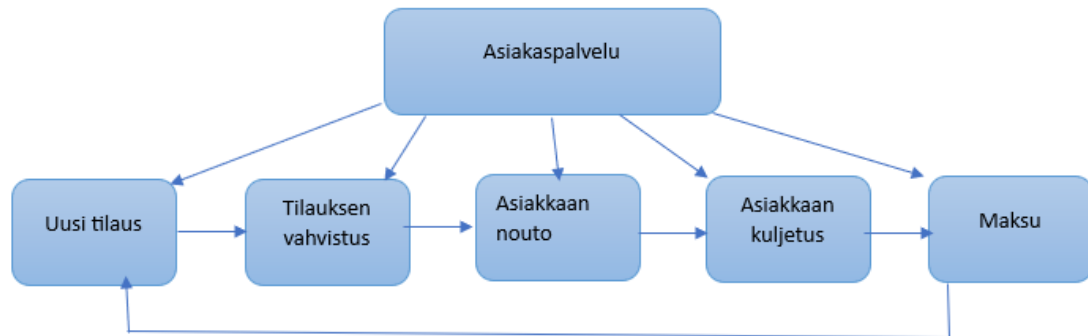 Asiakaspalvelu
Uusi tilaus
Tilauksen
vahvistus
Asiakkaan
nouto
Asiakkaan
kuljetus
Maksu